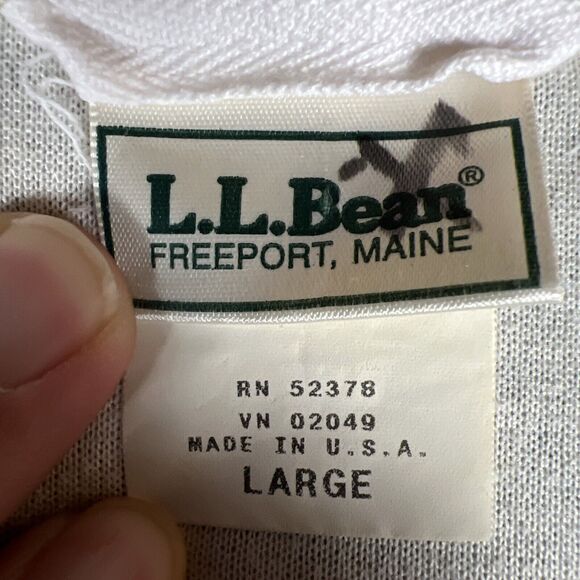 L.L.Bean®
FREEPORT, MAINE
RN 52378
VN 02049
MADE IN U.S.A.
LARGE